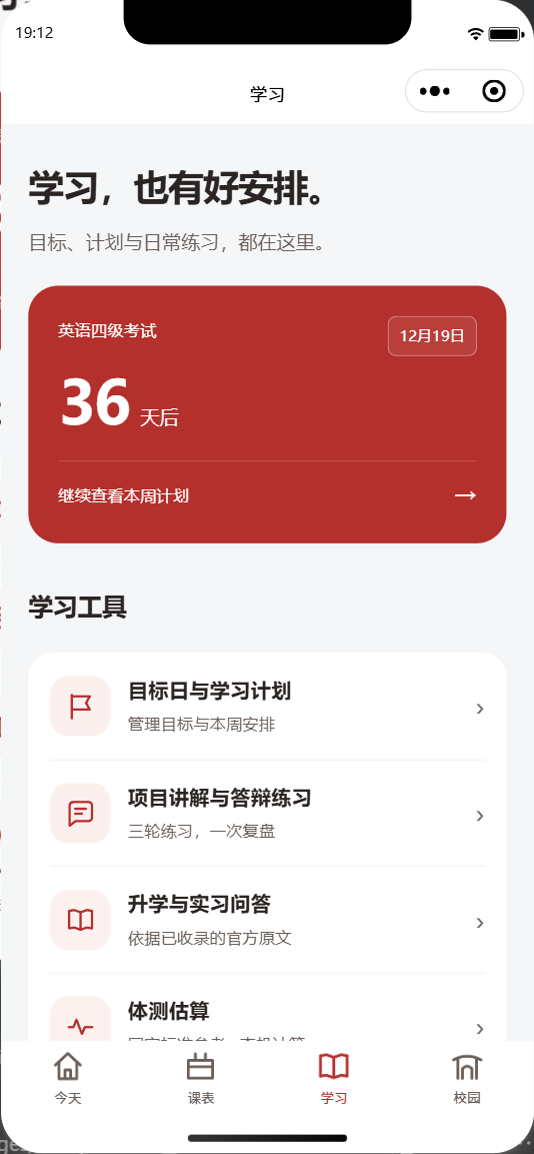 19:12
学习
学习，也有好安排。
目标、计划与日常练习，都在这里。
英语四级考试
12月19日
36 天后
继续查看本周计划
学习工具
目标日与学习计划
管理目标与本周安排
项目讲解与答辩练习
三轮练习，一次复盘
升学与实习问答
依据已收录的官方原文
体测估算
今天
课表
学习
校园